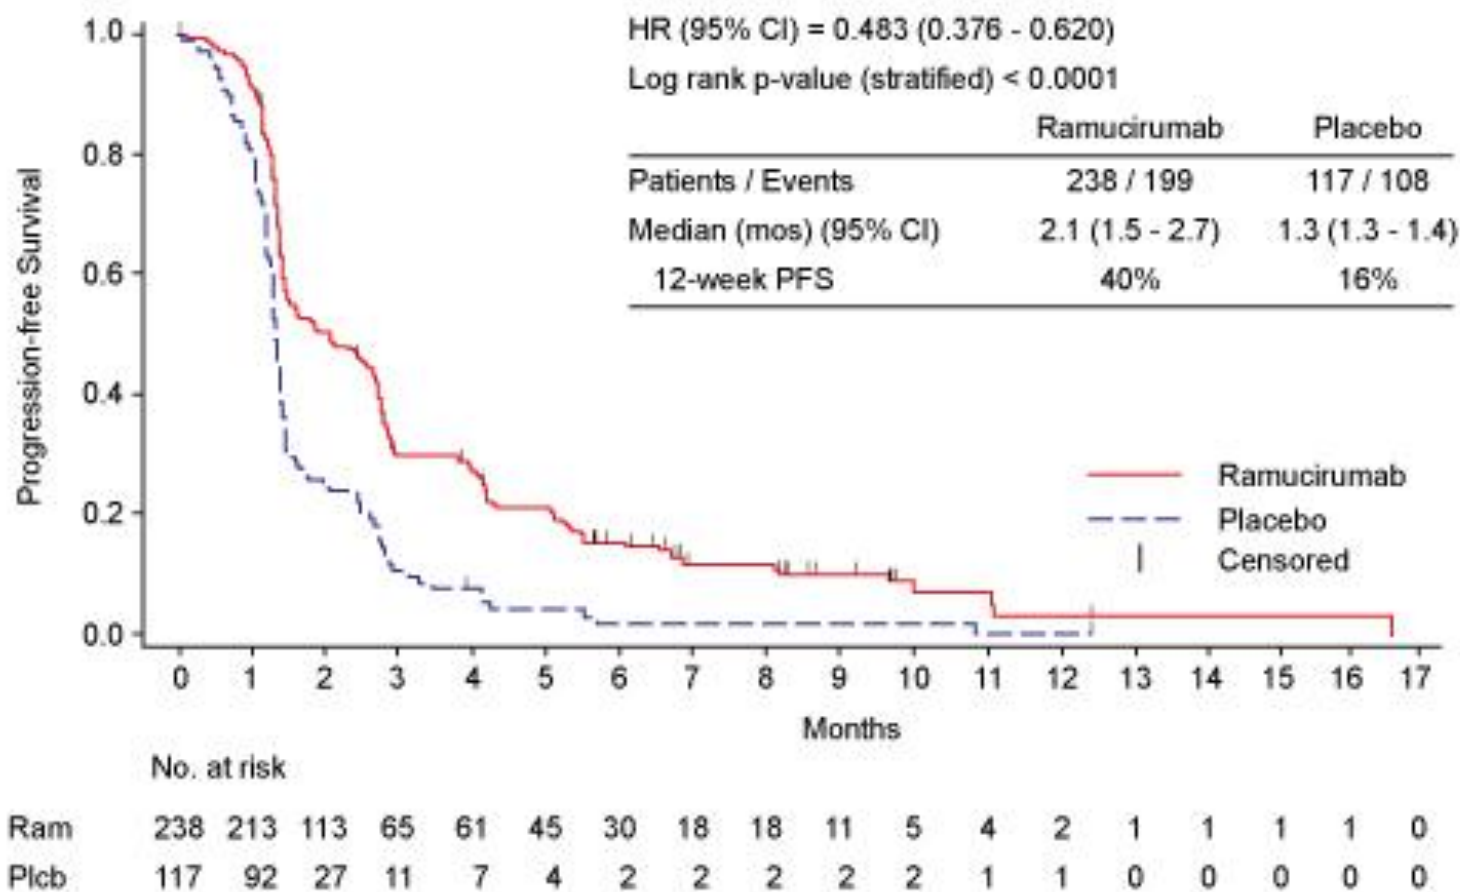 HR (95% CI) = 0.483 (0.376 - 0.620)
Log rank p-value (stratified) < 0.0001
Ramucirumab Placebo
Patients / Events 238 / 199 117 / 108
Median (mos) (95% CI) 2.1 (1.5 - 2.7) 1.3 (1.3 - 1.4)
12-week PFS 40% 16%
Progression-free Survival
1.0
0.8
0.6
0.4
0.2
0.0
Ramucirumab
Placebo
Censored
0 1 2 3 4 5 6 7 8 9 10 11 12 13 14 15 16 17
Months
No. at risk
Ram 238 213 113 65 61 45 30 18 18 11 5 4 2 1 1 1 1 0
Plcb 117 92 27 11 7 4 2 2 2 2 2 1 1 0 0 0 0 0